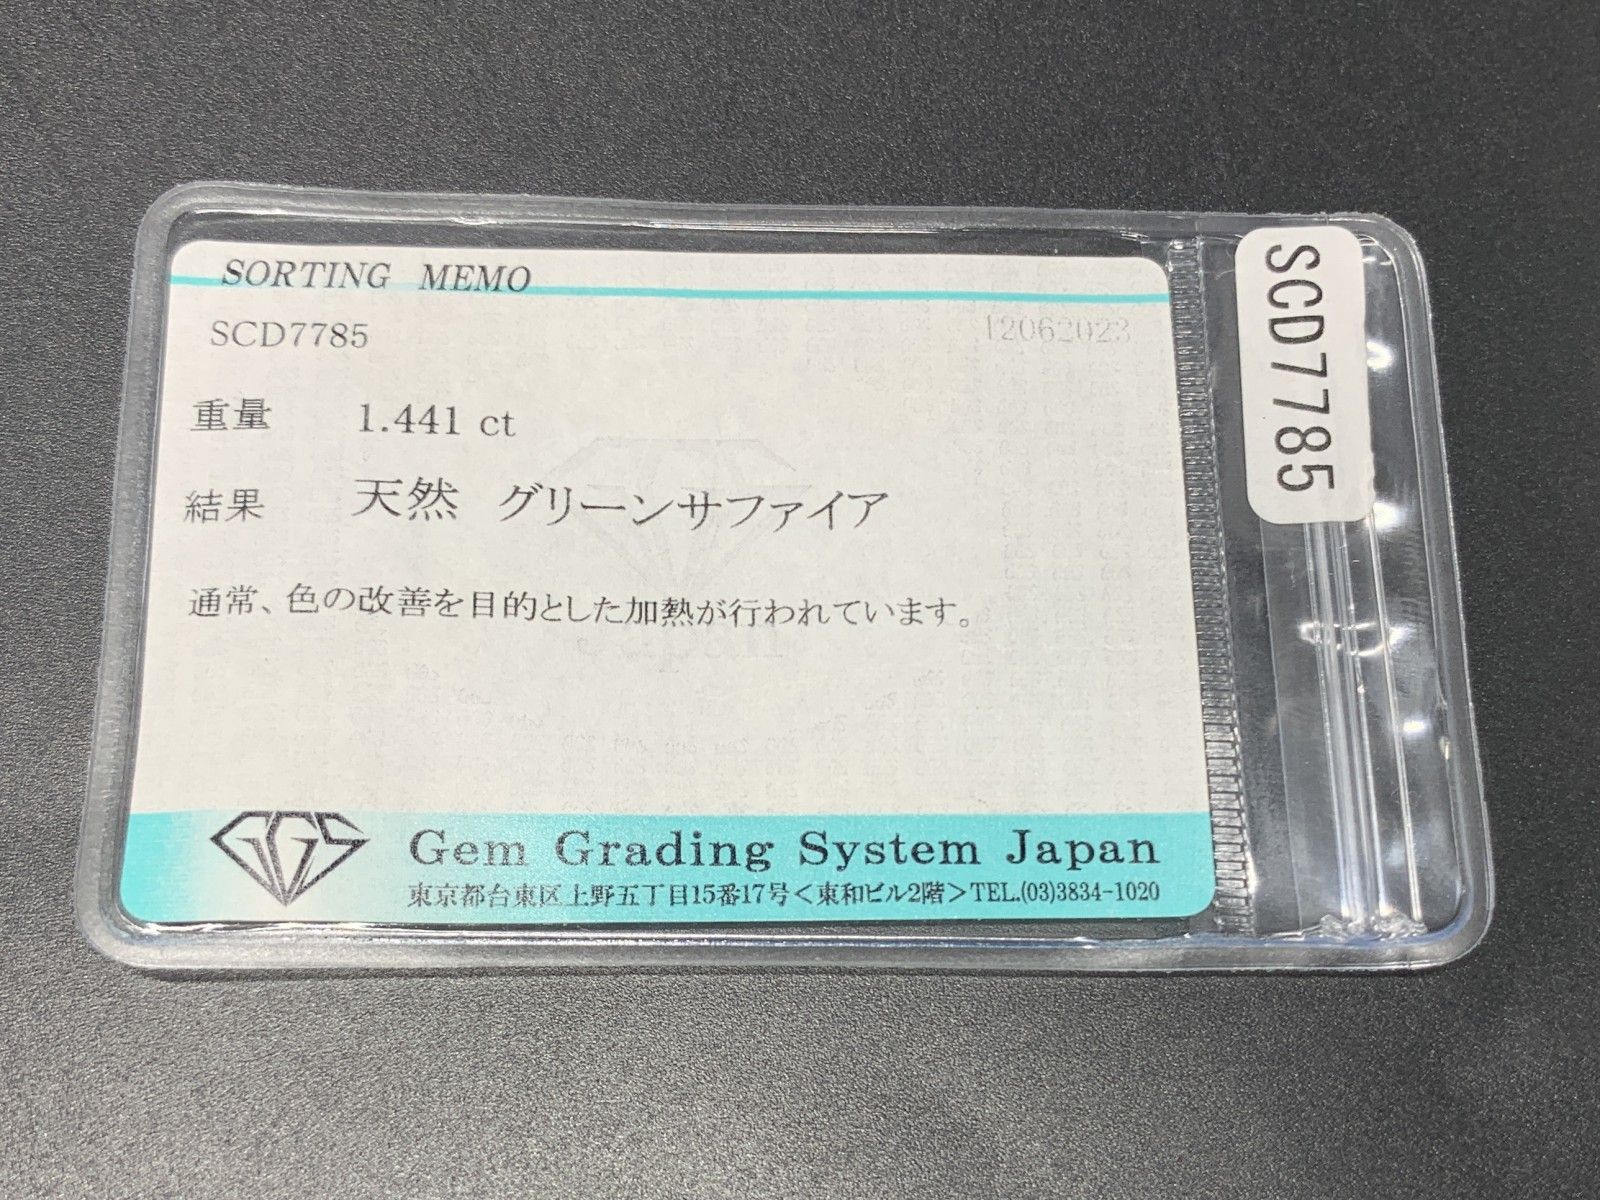 SORTING MEMO
SCD7785 12062023
重量 1.441 ct
結果 天然 グリーンサファイア
通常、色の改善を目的とした加熱が行われています。
GGS Gem Grading System Japan
東京都台東区上野五丁目15番17号＜東和ビル2階＞TEL.(03)3834-1020
SCD7785